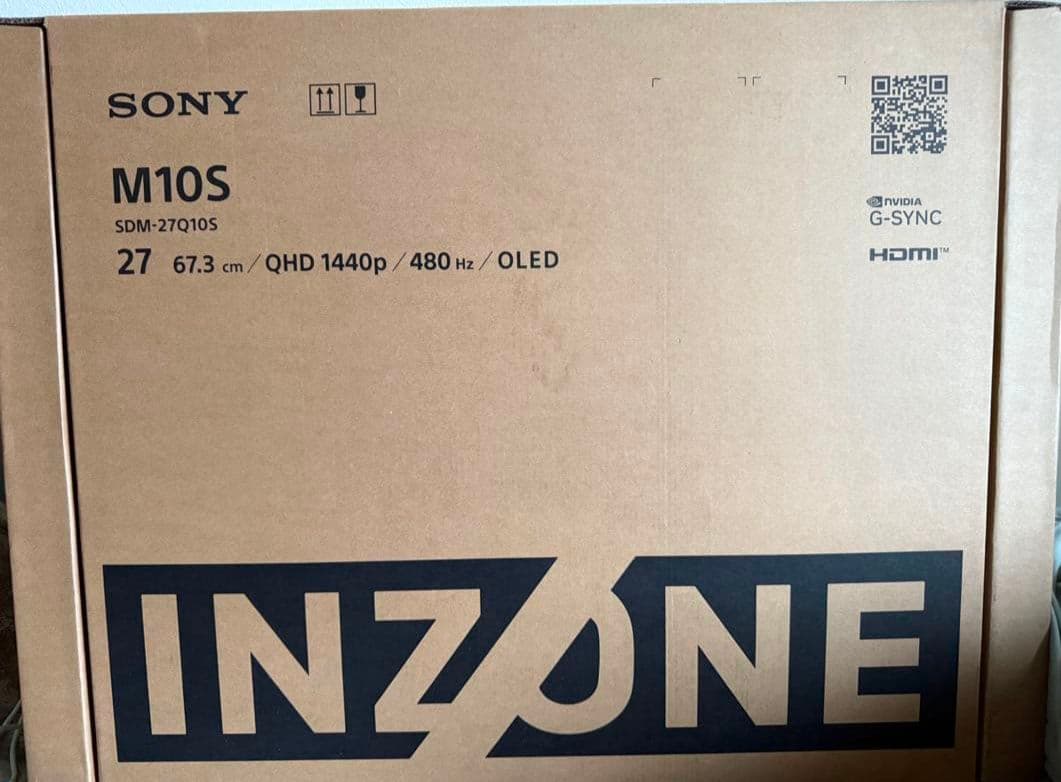 SONY
M10S
SDM-27Q10S
27 67.3 cm / QHD 1440p / 480 Hz / OLED
NVIDIA
G-SYNC
HDMI™
INZONE